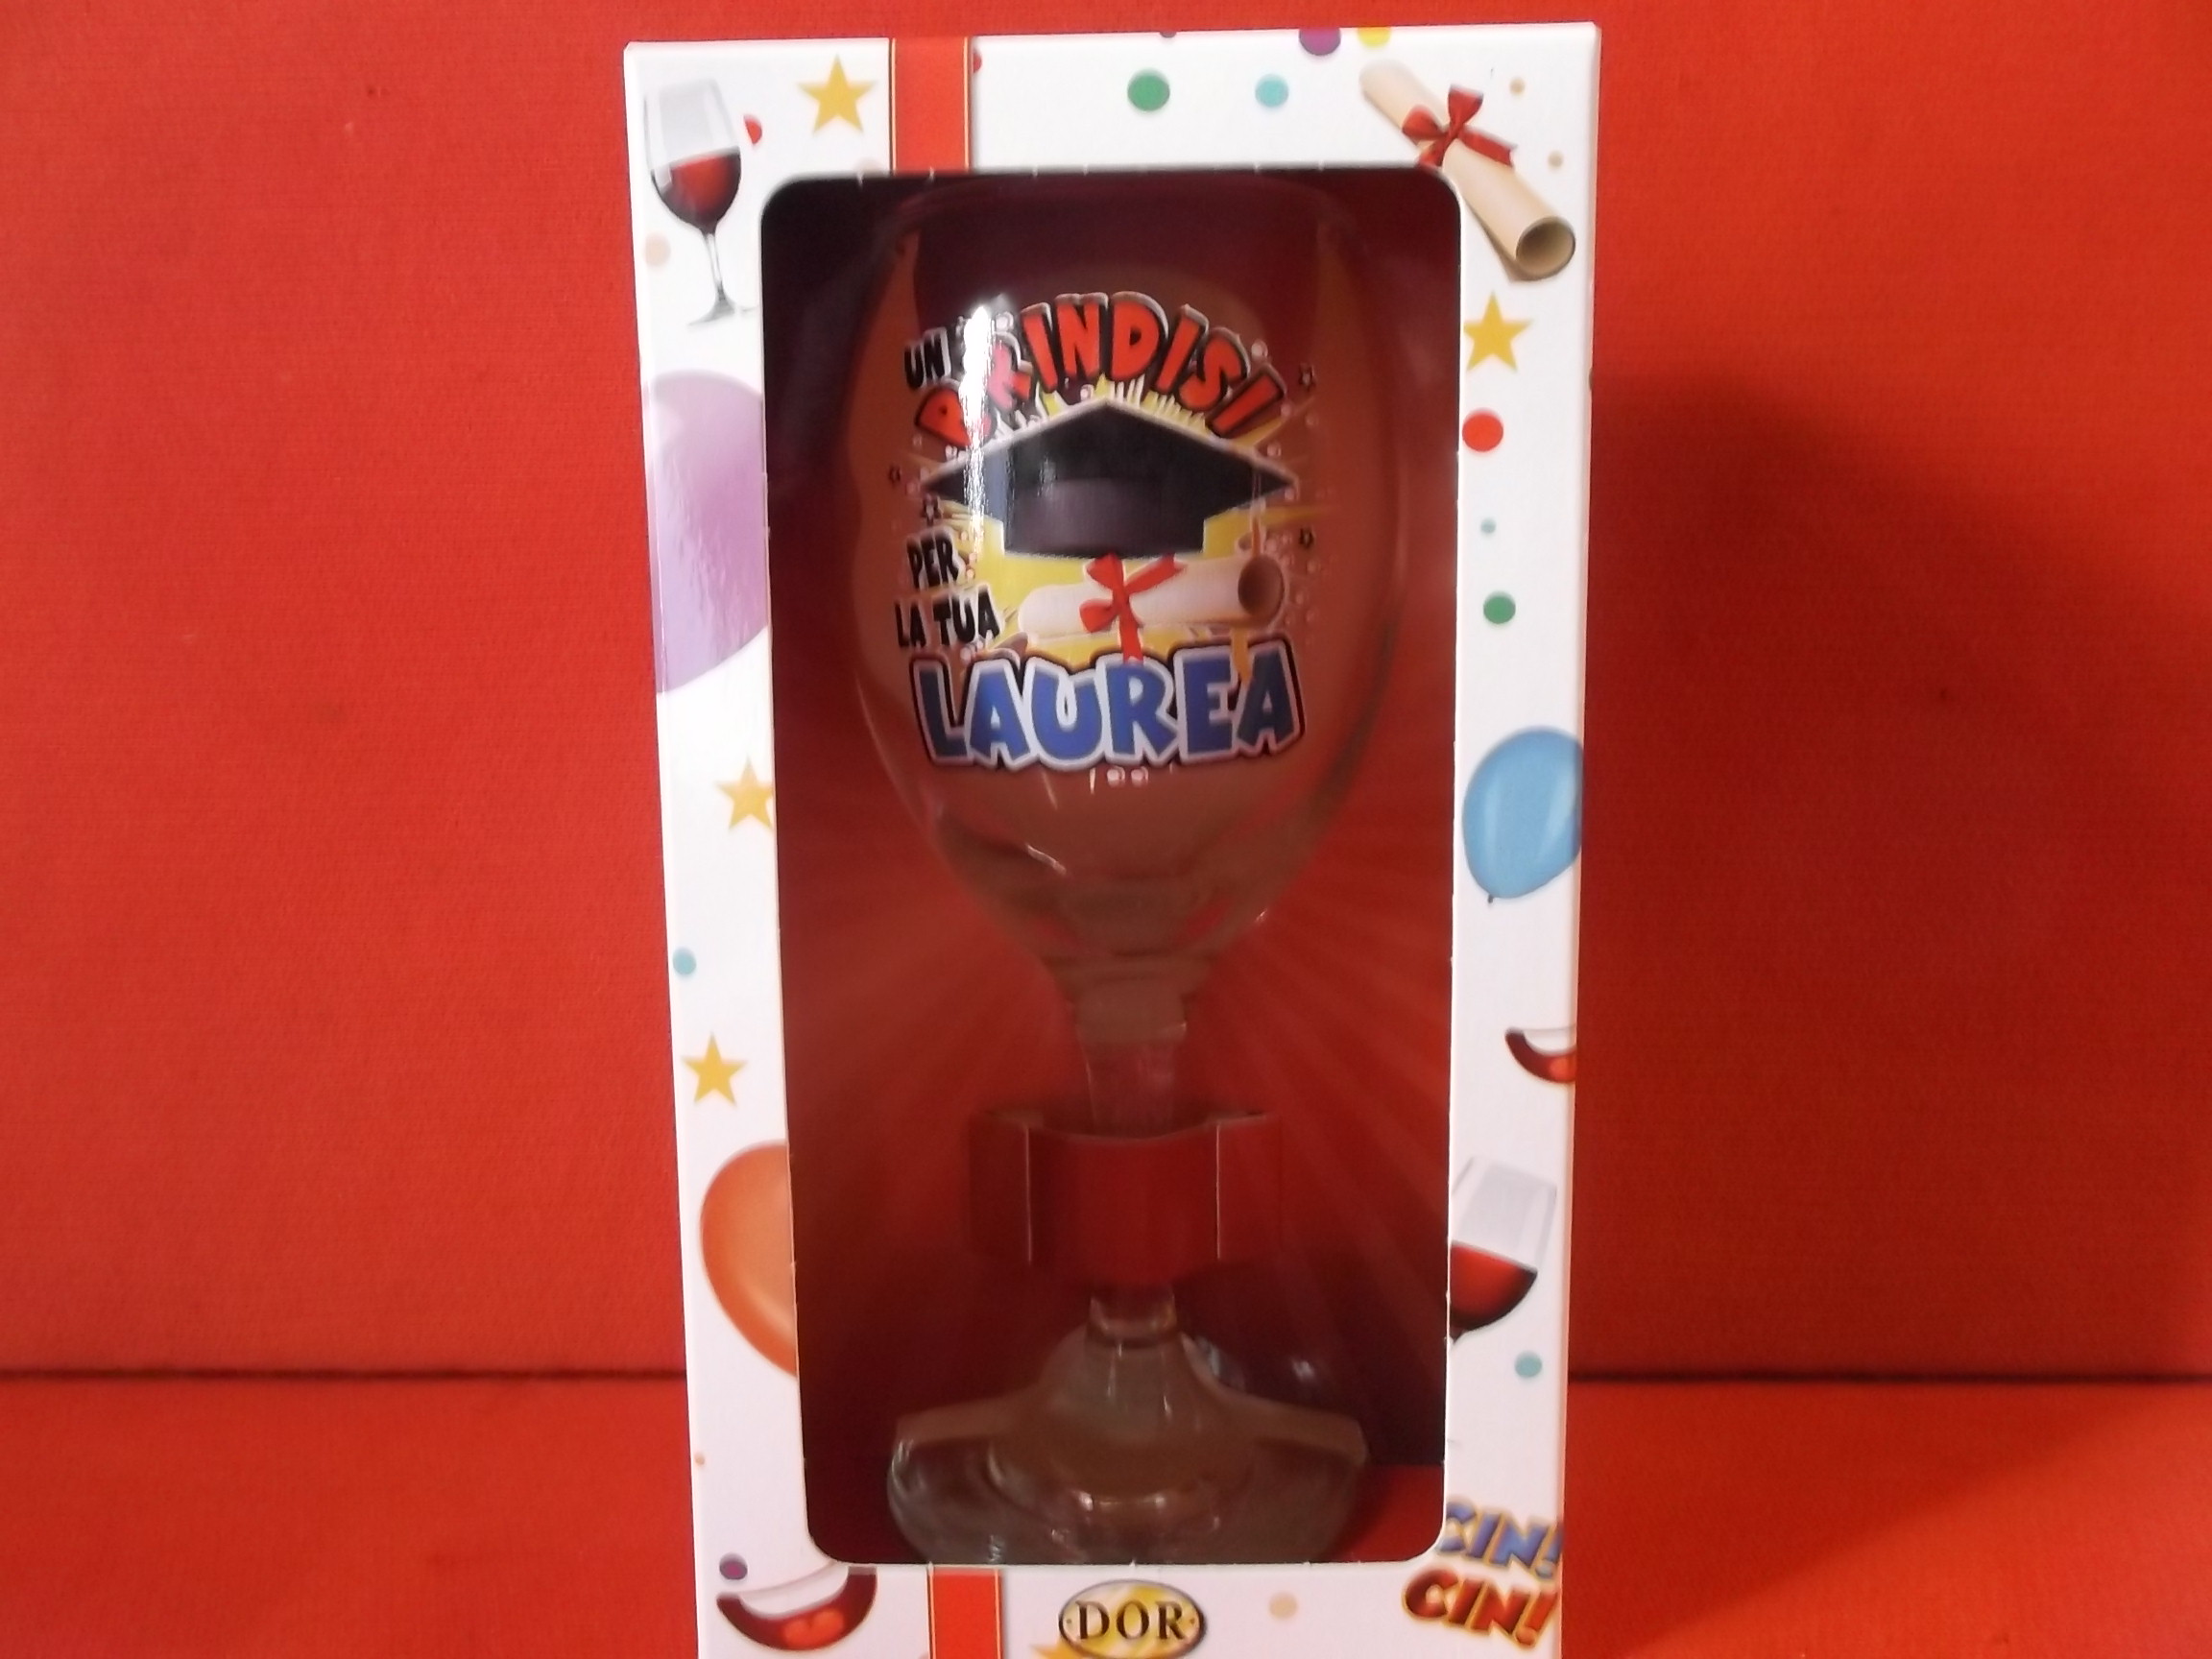 UN
BRINDISI
PER
LA TUA
LAUREA
CIN!
CIN!
DOR